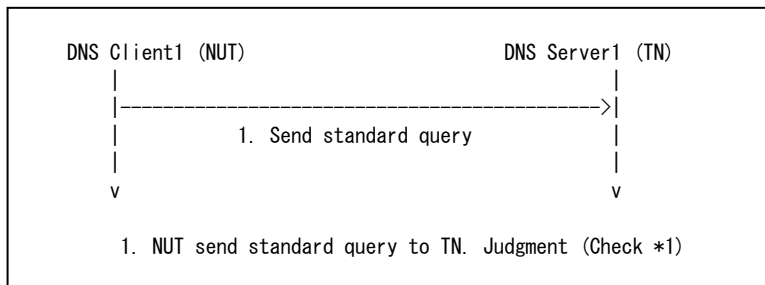 DNS Client1 (NUT) DNS Server1 (TN)
| |
|--------------------------------------------->|
| 1. Send standard query |
| |
v v
1. NUT send standard query to TN. Judgment (Check *1)